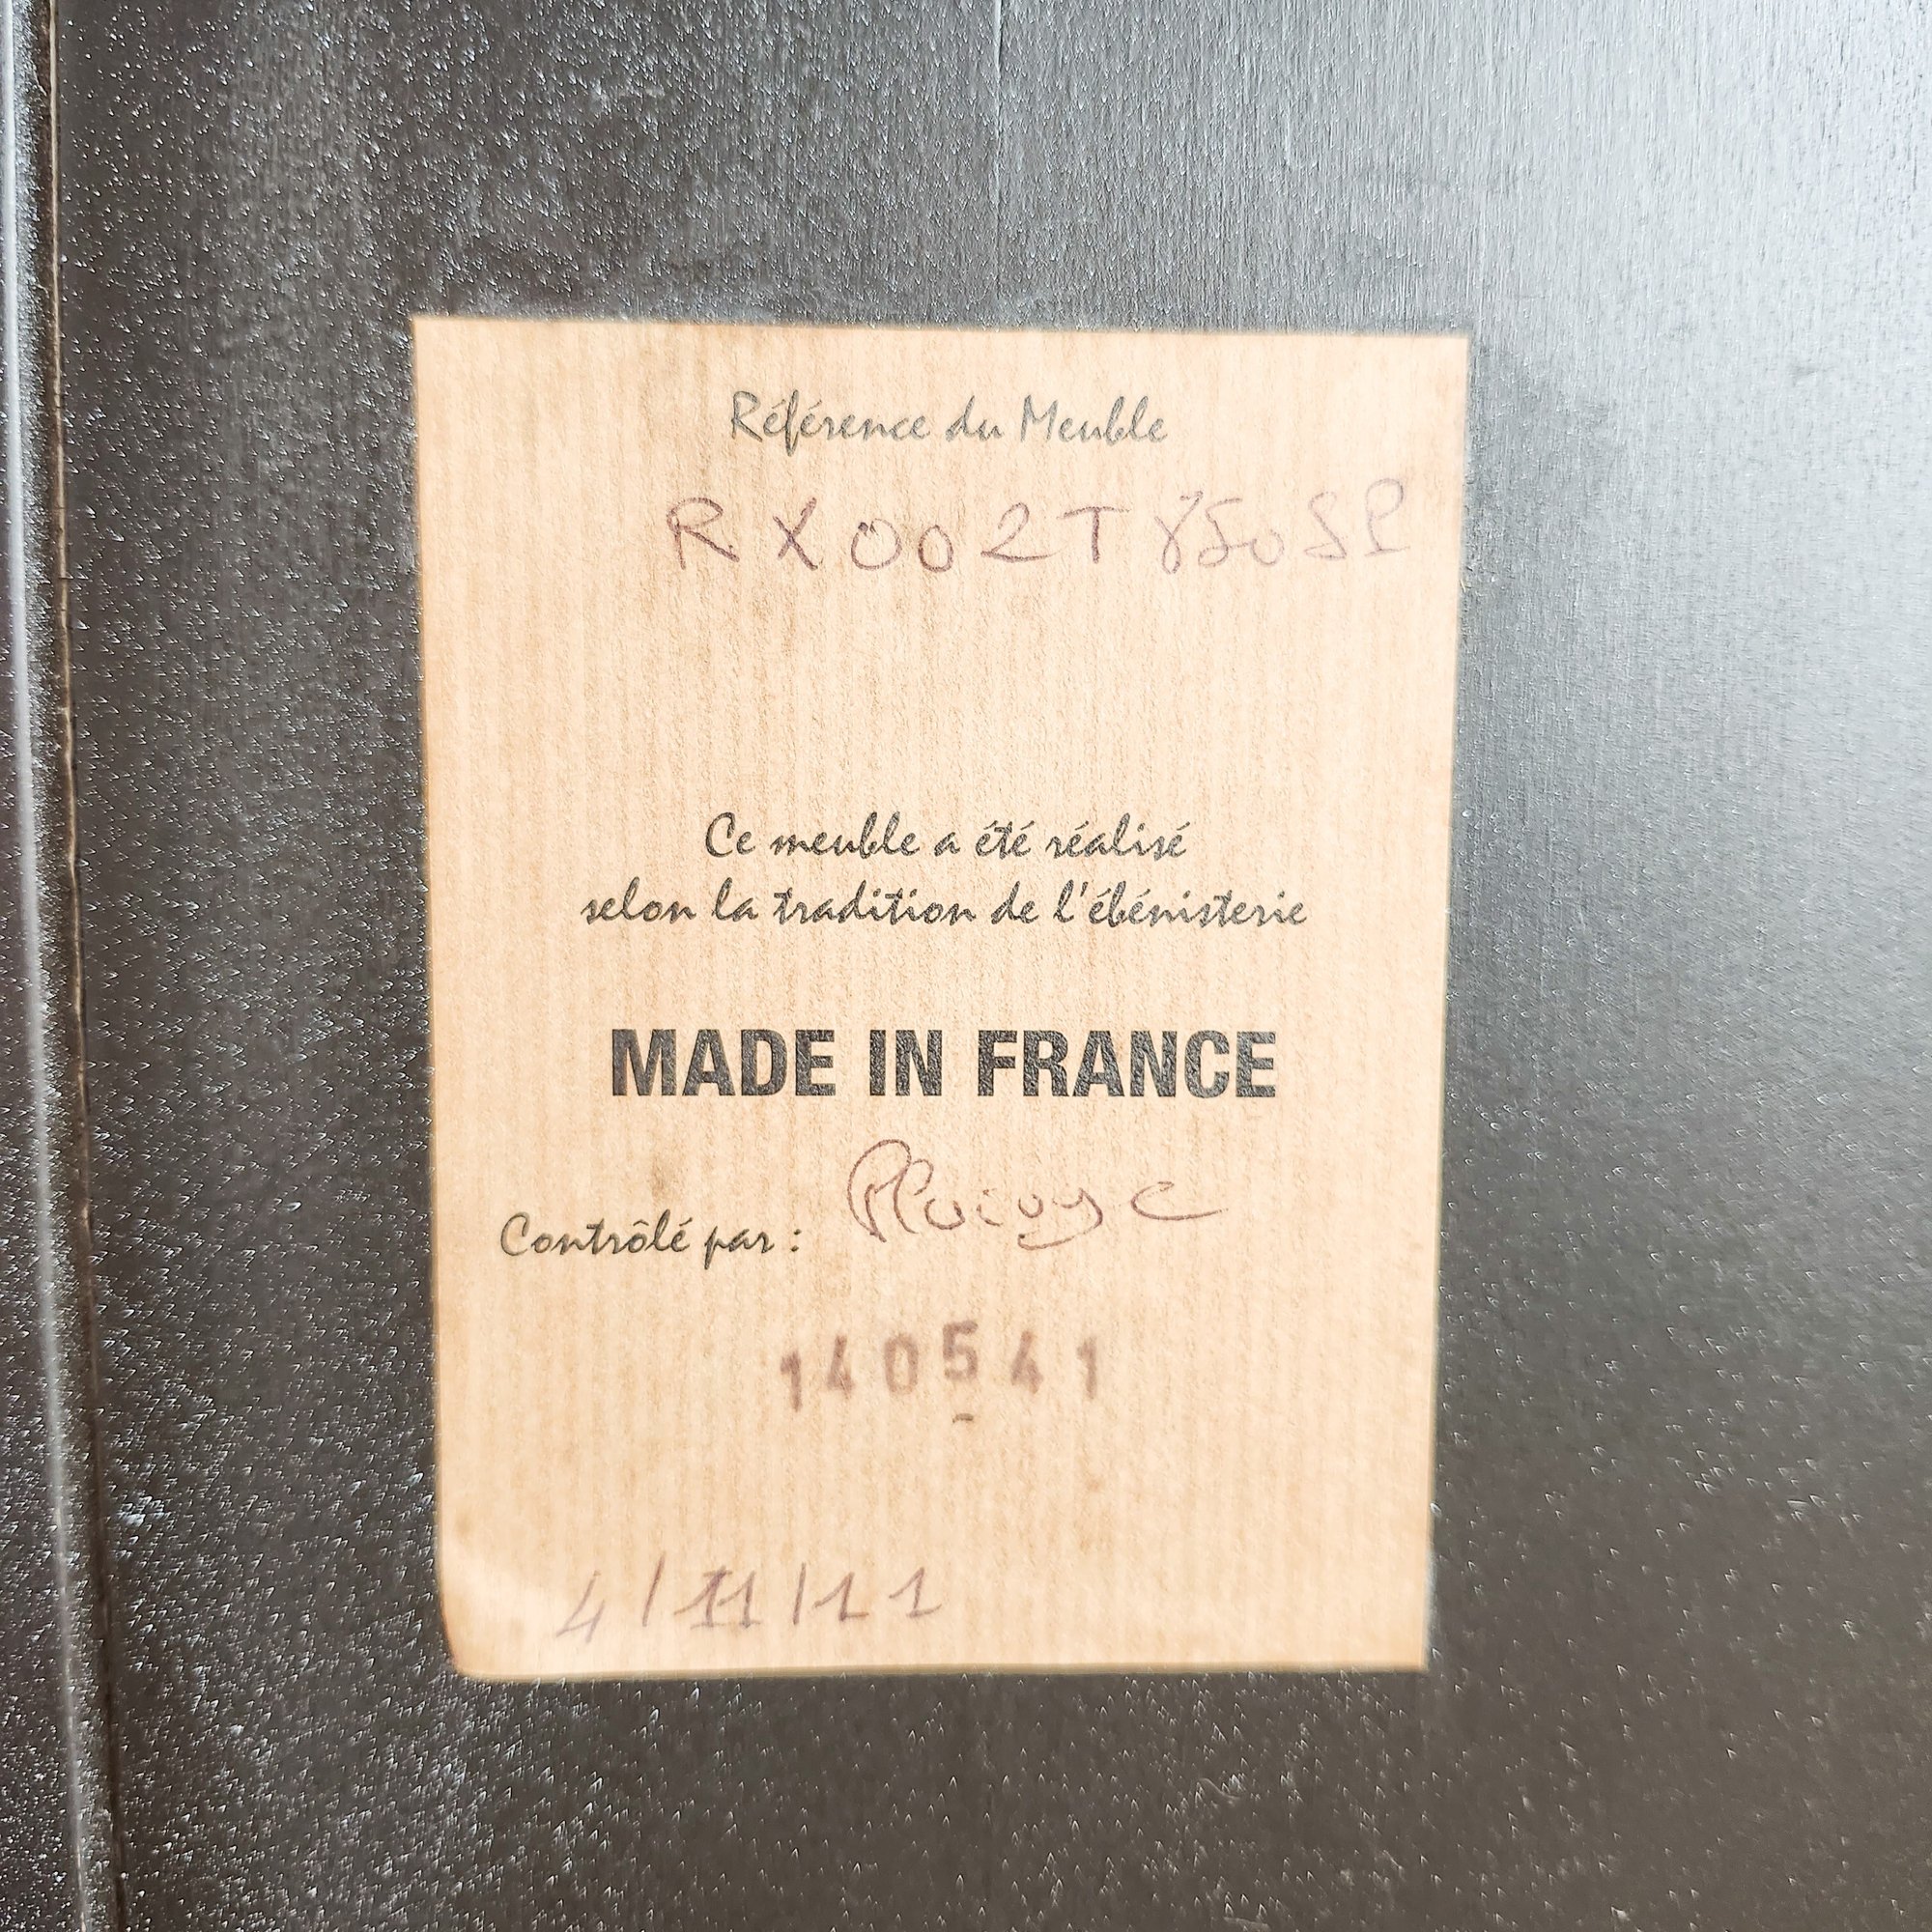 Référence du Meuble
RX002T850SP
Ce meuble a été réalisé
selon la tradition de l'ébénisterie
MADE IN FRANCE
Contrôlé par :
140541
4/11/11